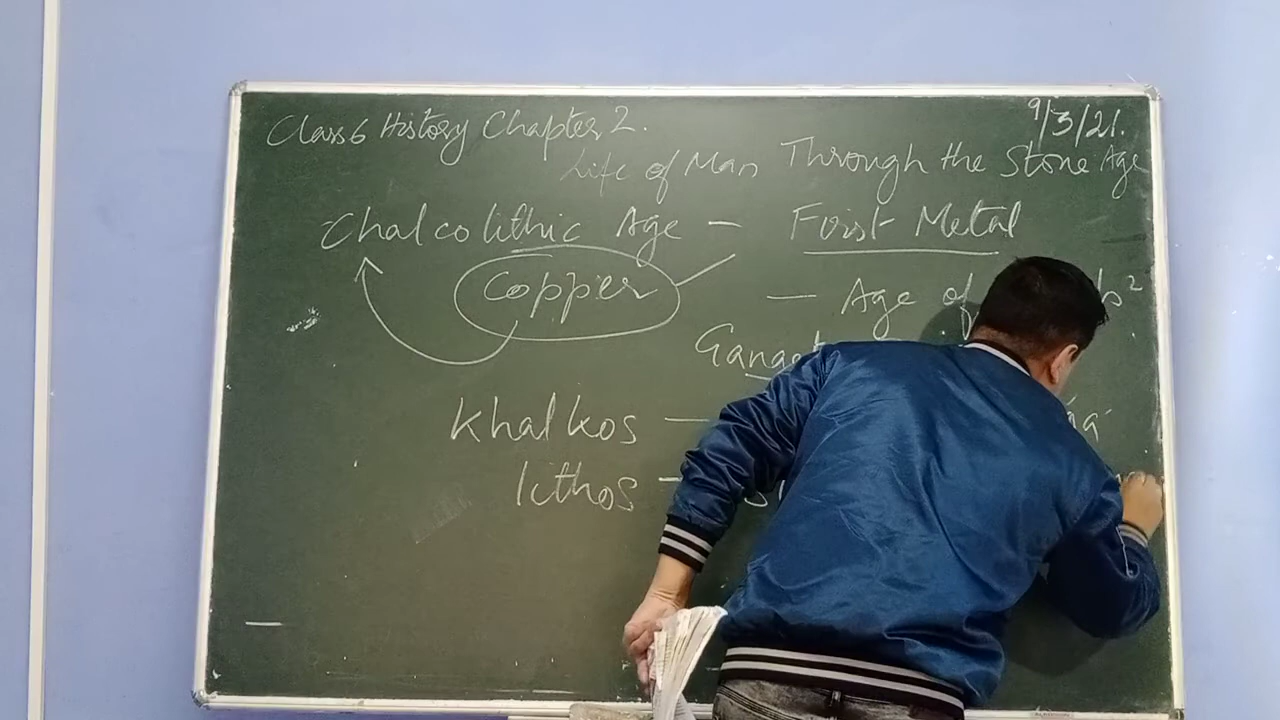 Class 6 History Chapter 2.
9/3/21.
Life of Man Through the Stone Age
Chalcolithic Age — First Metal
Copper
— Age of
Khalkos —
lithos —